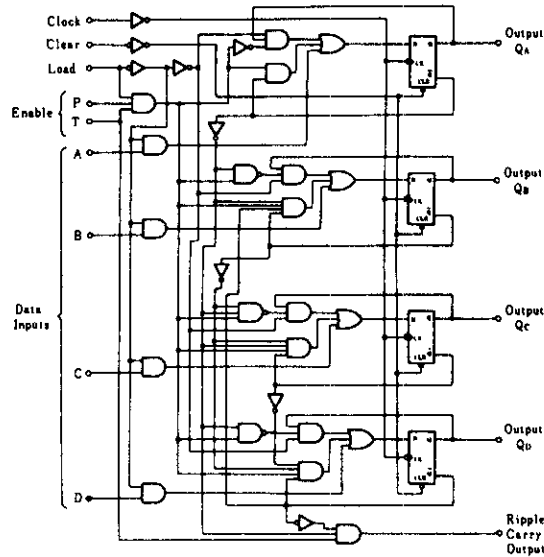 Clock
Clear
Load
Enable
P
T
A
B
C
D
Data
Inputs
Output
QA
Output
QB
Output
QC
Output
QD
Ripple
Carry
Output